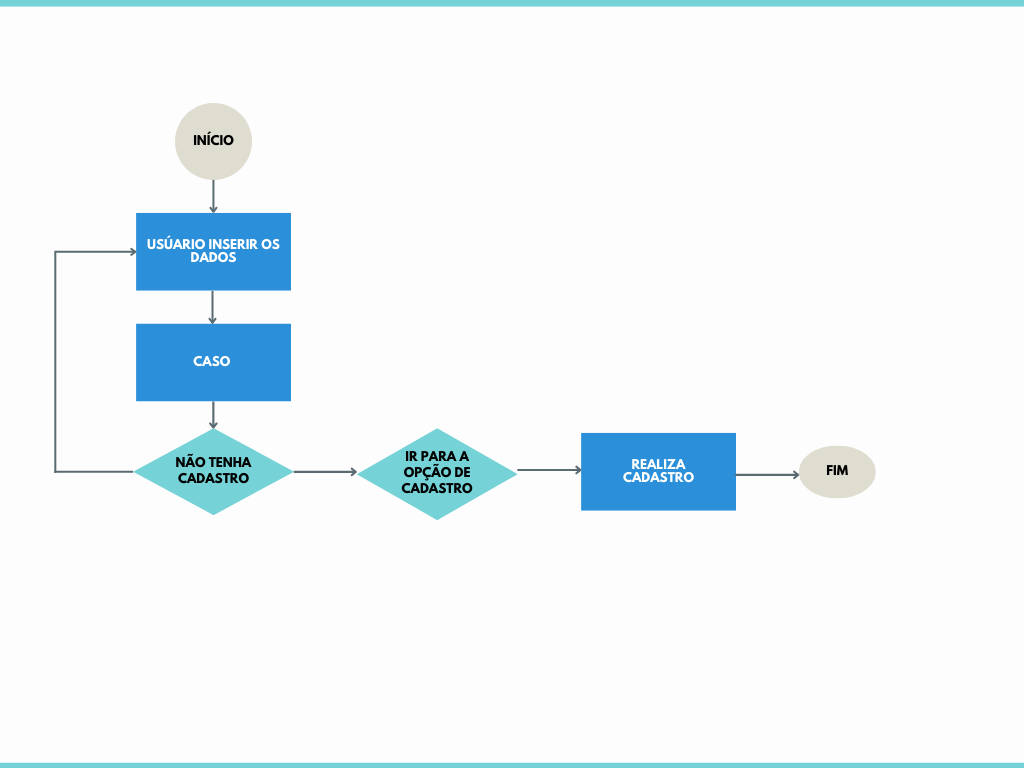 INÍCIO
USÚARIO INSERIR OS
DADOS
CASO
NÃO TENHA
CADASTRO
IR PARA A
OPÇÃO DE
CADASTRO
REALIZA
CADASTRO
FIM